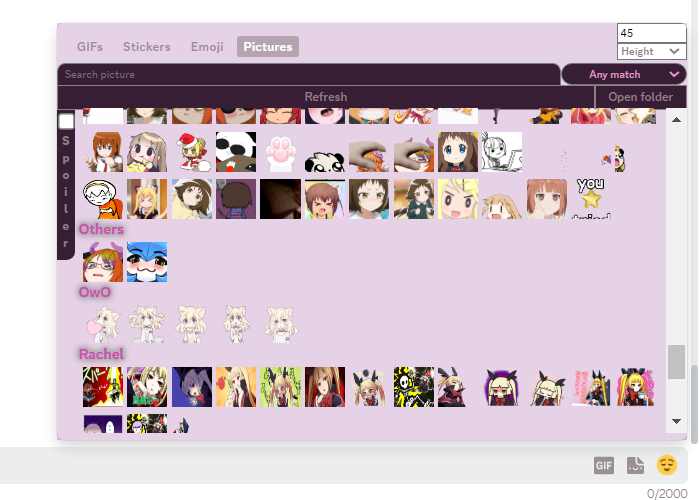 45
GIFs Stickers Emoji Pictures
Height
Search picture Any match
Refresh Open folder
Spoiler
you
Others
OwO
Rachel
GIF
0/2000